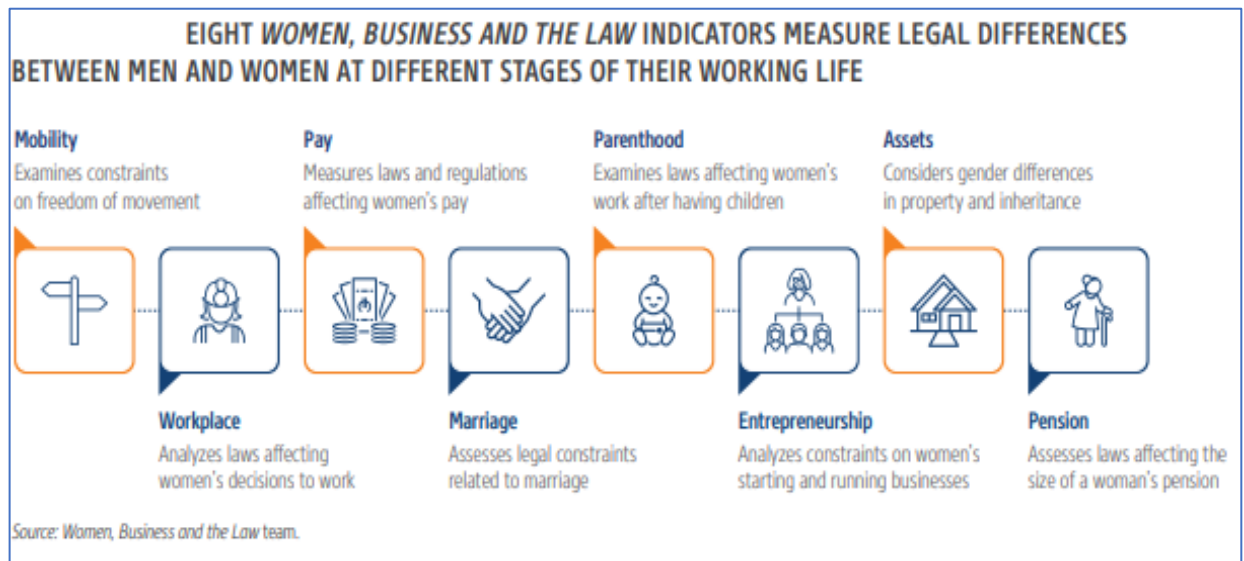 EIGHT WOMEN, BUSINESS AND THE LAW INDICATORS MEASURE LEGAL DIFFERENCES
BETWEEN MEN AND WOMEN AT DIFFERENT STAGES OF THEIR WORKING LIFE
Mobility
Examines constraints
on freedom of movement
Workplace
Analyzes laws affecting
women's decisions to work
Pay
Measures laws and regulations
affecting women's pay
Marriage
Assesses legal constraints
related to marriage
Parenthood
Examines laws affecting women's
work after having children
Entrepreneurship
Analyzes constraints on women's
starting and running businesses
Assets
Considers gender differences
in property and inheritance
Pension
Assesses laws affecting the
size of a woman's pension
Source: Women, Business and the Law team.